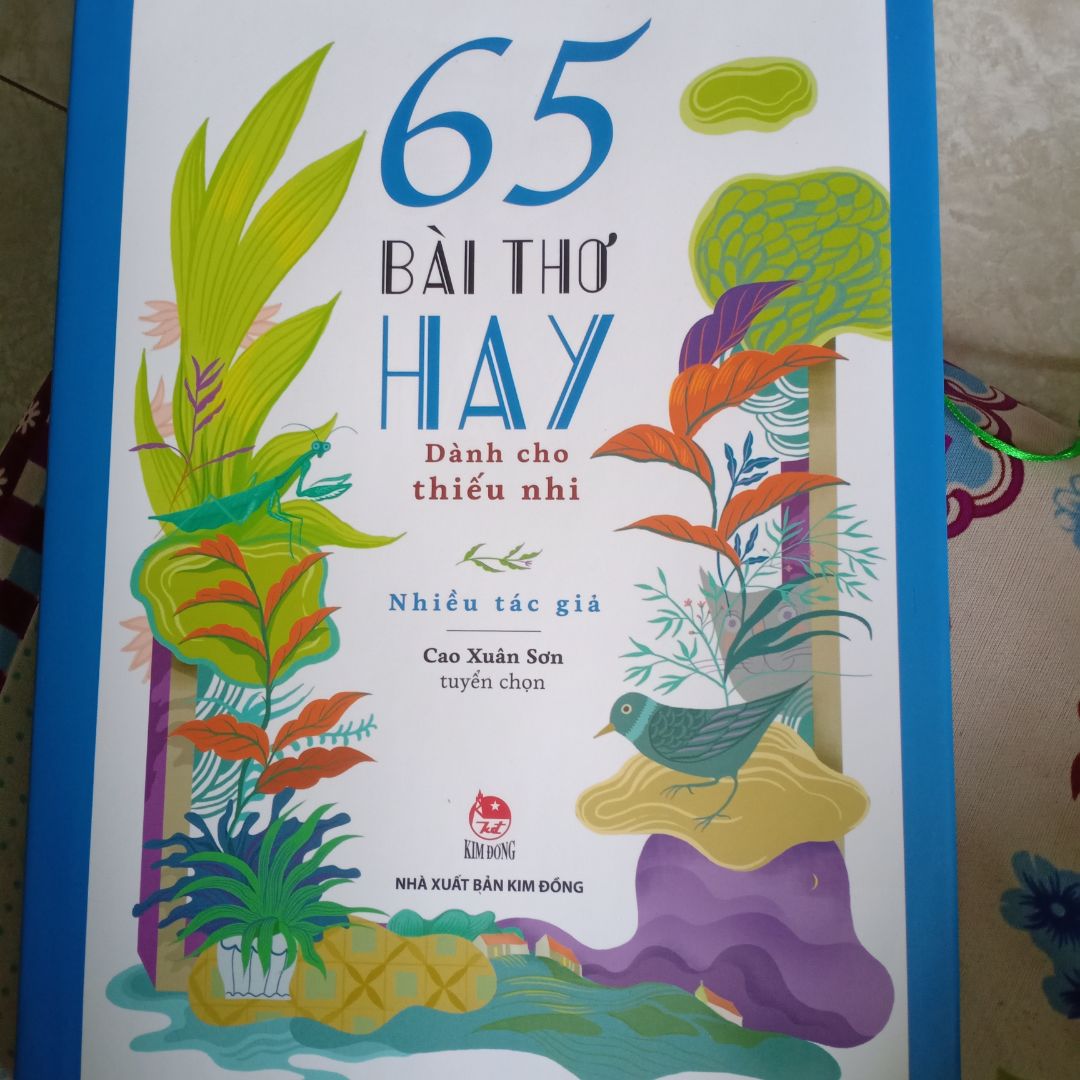 65
BÀI THƠ
HAY
Dành cho
thiếu nhi
Nhiều tác giả
Cao Xuân Sơn
tuyển chọn
KIM ĐỒNG
NHÀ XUẤT BẢN KIM ĐỒNG